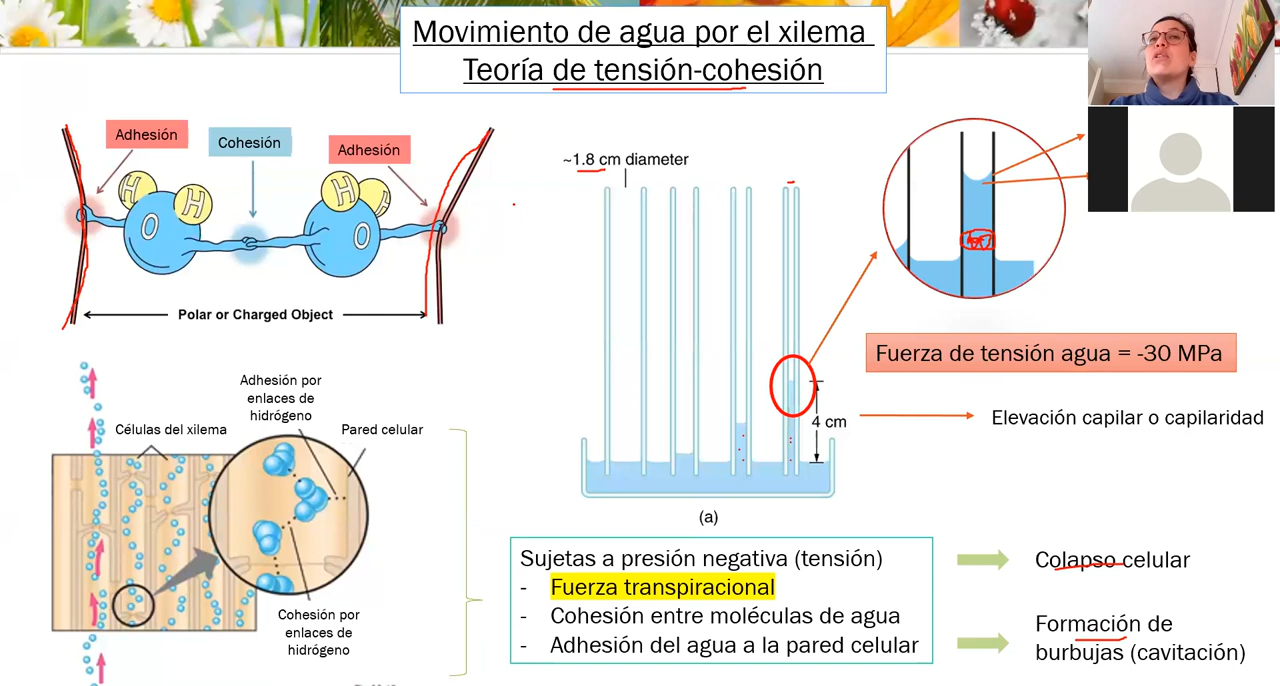 Movimiento de agua por el xilema
Teoría de tensión-cohesión
Adhesión
Cohesión
Adhesión
H
H
H
H
O
O
Polar or Charged Object
~1.8 cm diameter
4 cm
(a)
Fuerza de tensión agua = -30 MPa
Elevación capilar o capilaridad
Adhesión por
enlaces de
hidrógeno
Células del xilema
Pared celular
Cohesión por
enlaces de
hidrógeno
Sujetas a presión negativa (tensión)
- Fuerza transpiracional
- Cohesión entre moléculas de agua
- Adhesión del agua a la pared celular
Colapso celular
Formación de
burbujas (cavitación)